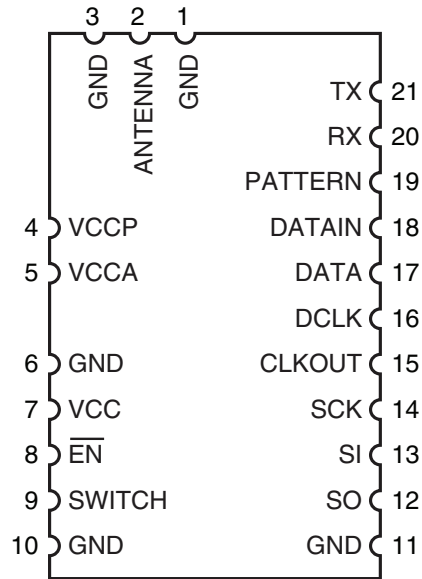 3 2 1
GND ANTENNA GND
TX 21
RX 20
PATTERN 19
4 VCCP DATAIN 18
5 VCCA DATA 17
DCLK 16
6 GND CLKOUT 15
7 VCC SCK 14
8 E̅N̅ SI 13
9 SWITCH SO 12
10 GND GND 11